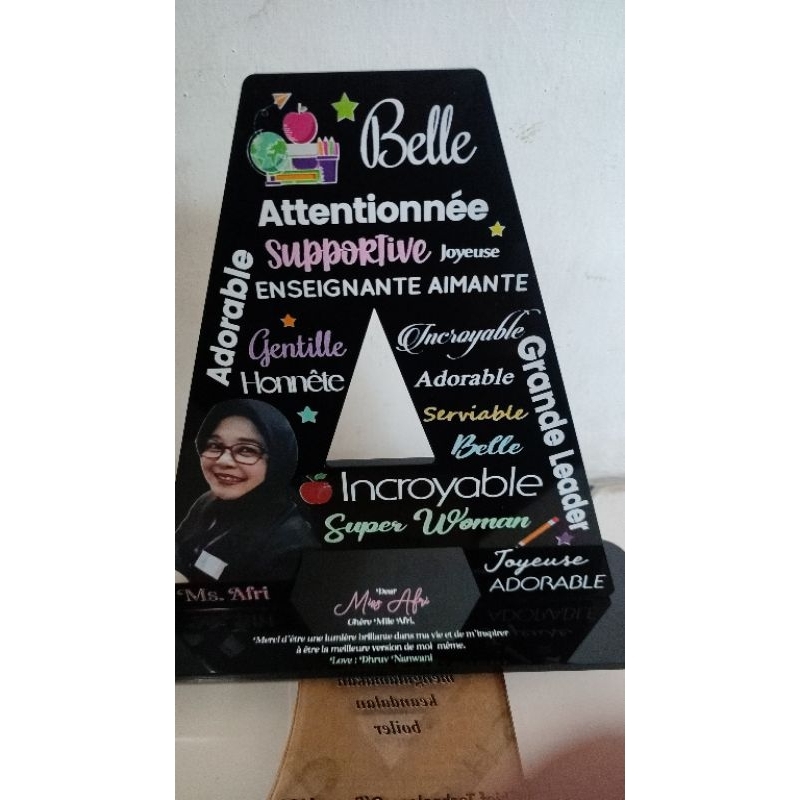 Belle
Attentionnée
Supportive Joyeuse
ENSEIGNANTE AIMANTE
Adorable
Gentille
Incroyable
Honnête
Adorable
Grande Leader
Serviable
Belle
Incroyable
Super Woman
Joyeuse
ADORABLE
Ms. Afri
Dear
Miss Afri
Chère Mlle Afri,
"Merci d'être une lumière brillante dans ma vie et de m'inspirer
à être la meilleure version de moi même.
Love : Dhruv Nanwani
keandalan
boiler